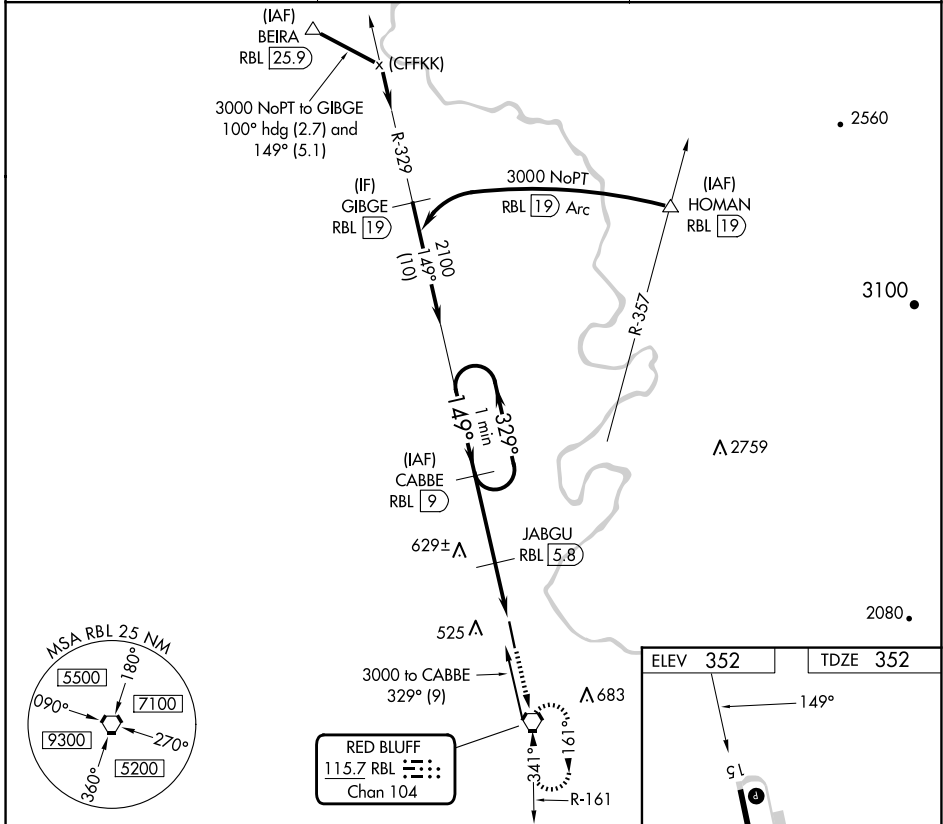 (IAF)
BEIRA
RBL 25.9
(CFFKK)
3000 NoPT to GIBGE
100° hdg (2.7) and
149° (5.1)
R-329
2560
(IF)
GIBGE
RBL 19
3000 NoPT
RBL 19 Arc
(IAF)
HOMAN
RBL 19
2100
149°
(10)
R-357
3100
149°
1 min
329°
(IAF)
CABBE
RBL 9
2759
JABGU
RBL 5.8
629±
525
2080
3000 to CABBE
329° (9)
683
MSA RBL 25 NM
5500
180°
090°
7100
9300
270°
360°
5200
RED BLUFF
115.7 RBL
Chan 104
341°
161°
R-161
ELEV 352
TDZE 352
149°
15
P